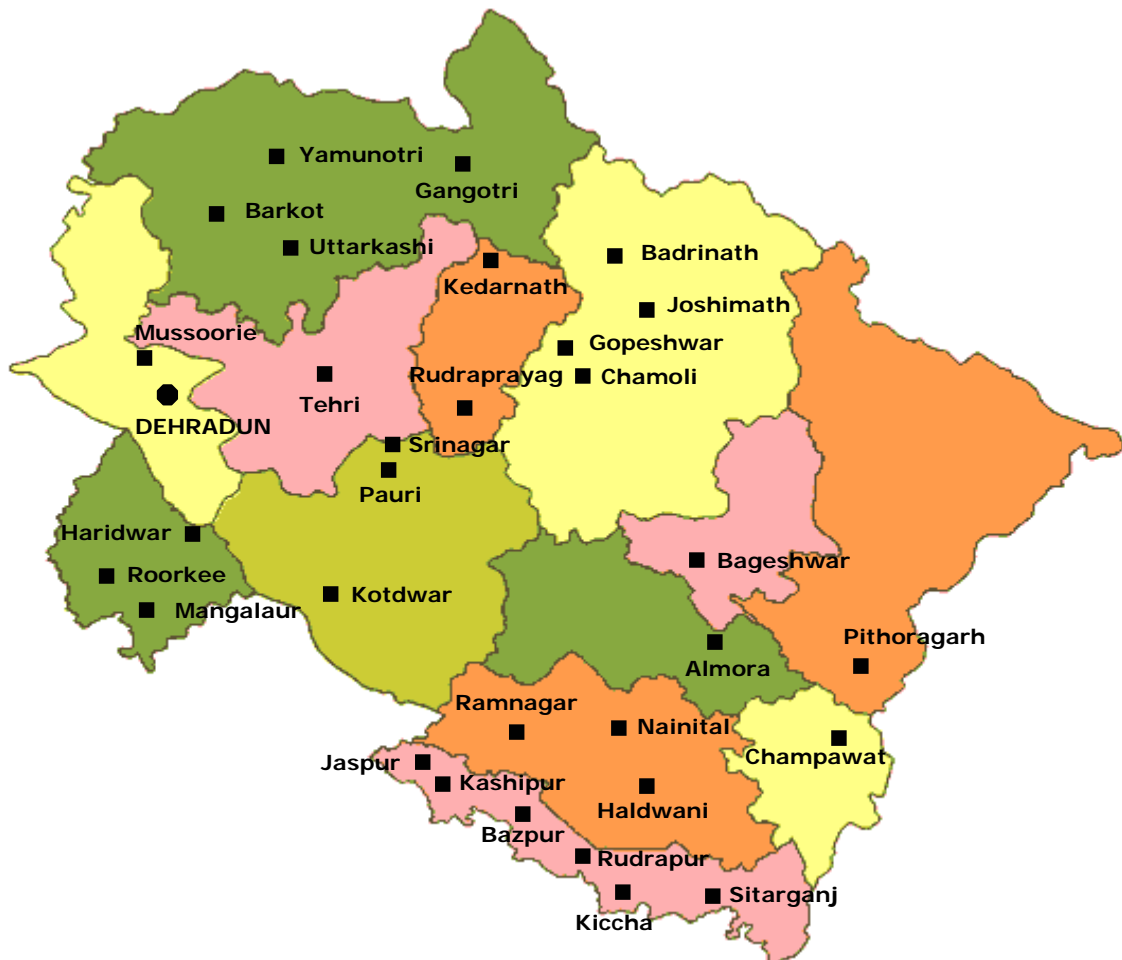 Yamunotri
Gangotri
Barkot
Uttarkashi
Badrinath
Kedarnath
Joshimath
Mussoorie
Gopeshwar
Rudraprayag
Chamoli
Tehri
DEHRADUN
Srinagar
Pauri
Haridwar
Bageshwar
Roorkee
Kotdwar
Mangalaur
Pithoragarh
Almora
Ramnagar
Nainital
Champawat
Jaspur
Kashipur
Haldwani
Bazpur
Rudrapur
Sitarganj
Kiccha